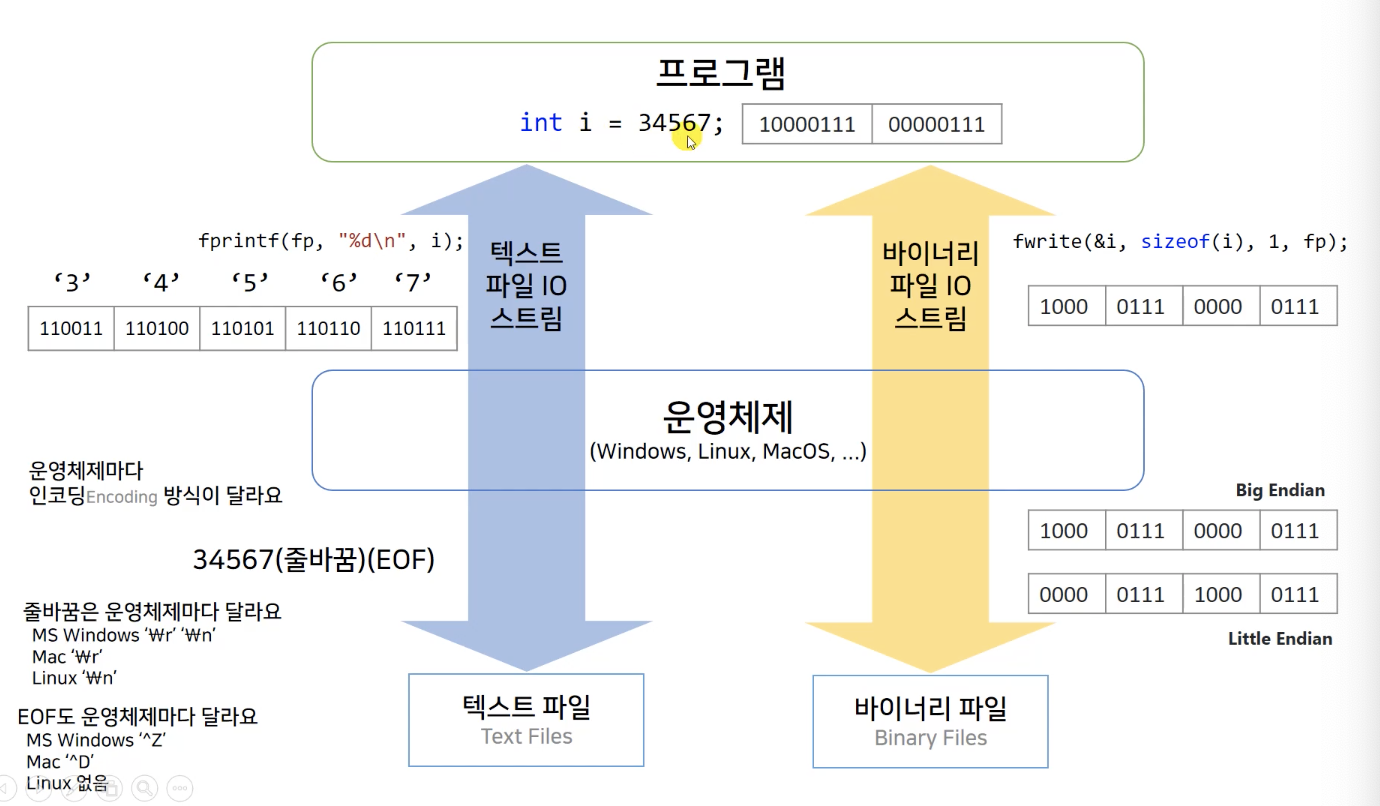 프로그램
int i = 34567; 10000111 00000111
fprintf(fp, "%d\n", i);
‘3’ ‘4’ ‘5’ ‘6’ ‘7’
110011 110100 110101 110110 110111
텍스트
파일 IO
스트림
바이너리
파일 IO
스트림
fwrite(&i, sizeof(i), 1, fp);
1000 0111 0000 0111
운영체제
(Windows, Linux, MacOS, ...)
운영체제마다
인코딩Encoding 방식이 달라요
34567(줄바꿈)(EOF)
줄바꿈은 운영체제마다 달라요
MS Windows ‘₩r’ ‘₩n’
Mac ‘₩r’
Linux ‘₩n’
EOF도 운영체제마다 달라요
MS Windows ‘^Z’
Mac ‘^D’
Linux 없음
Big Endian
1000 0111 0000 0111
0000 0111 1000 0111
Little Endian
텍스트 파일
Text Files
바이너리 파일
Binary Files